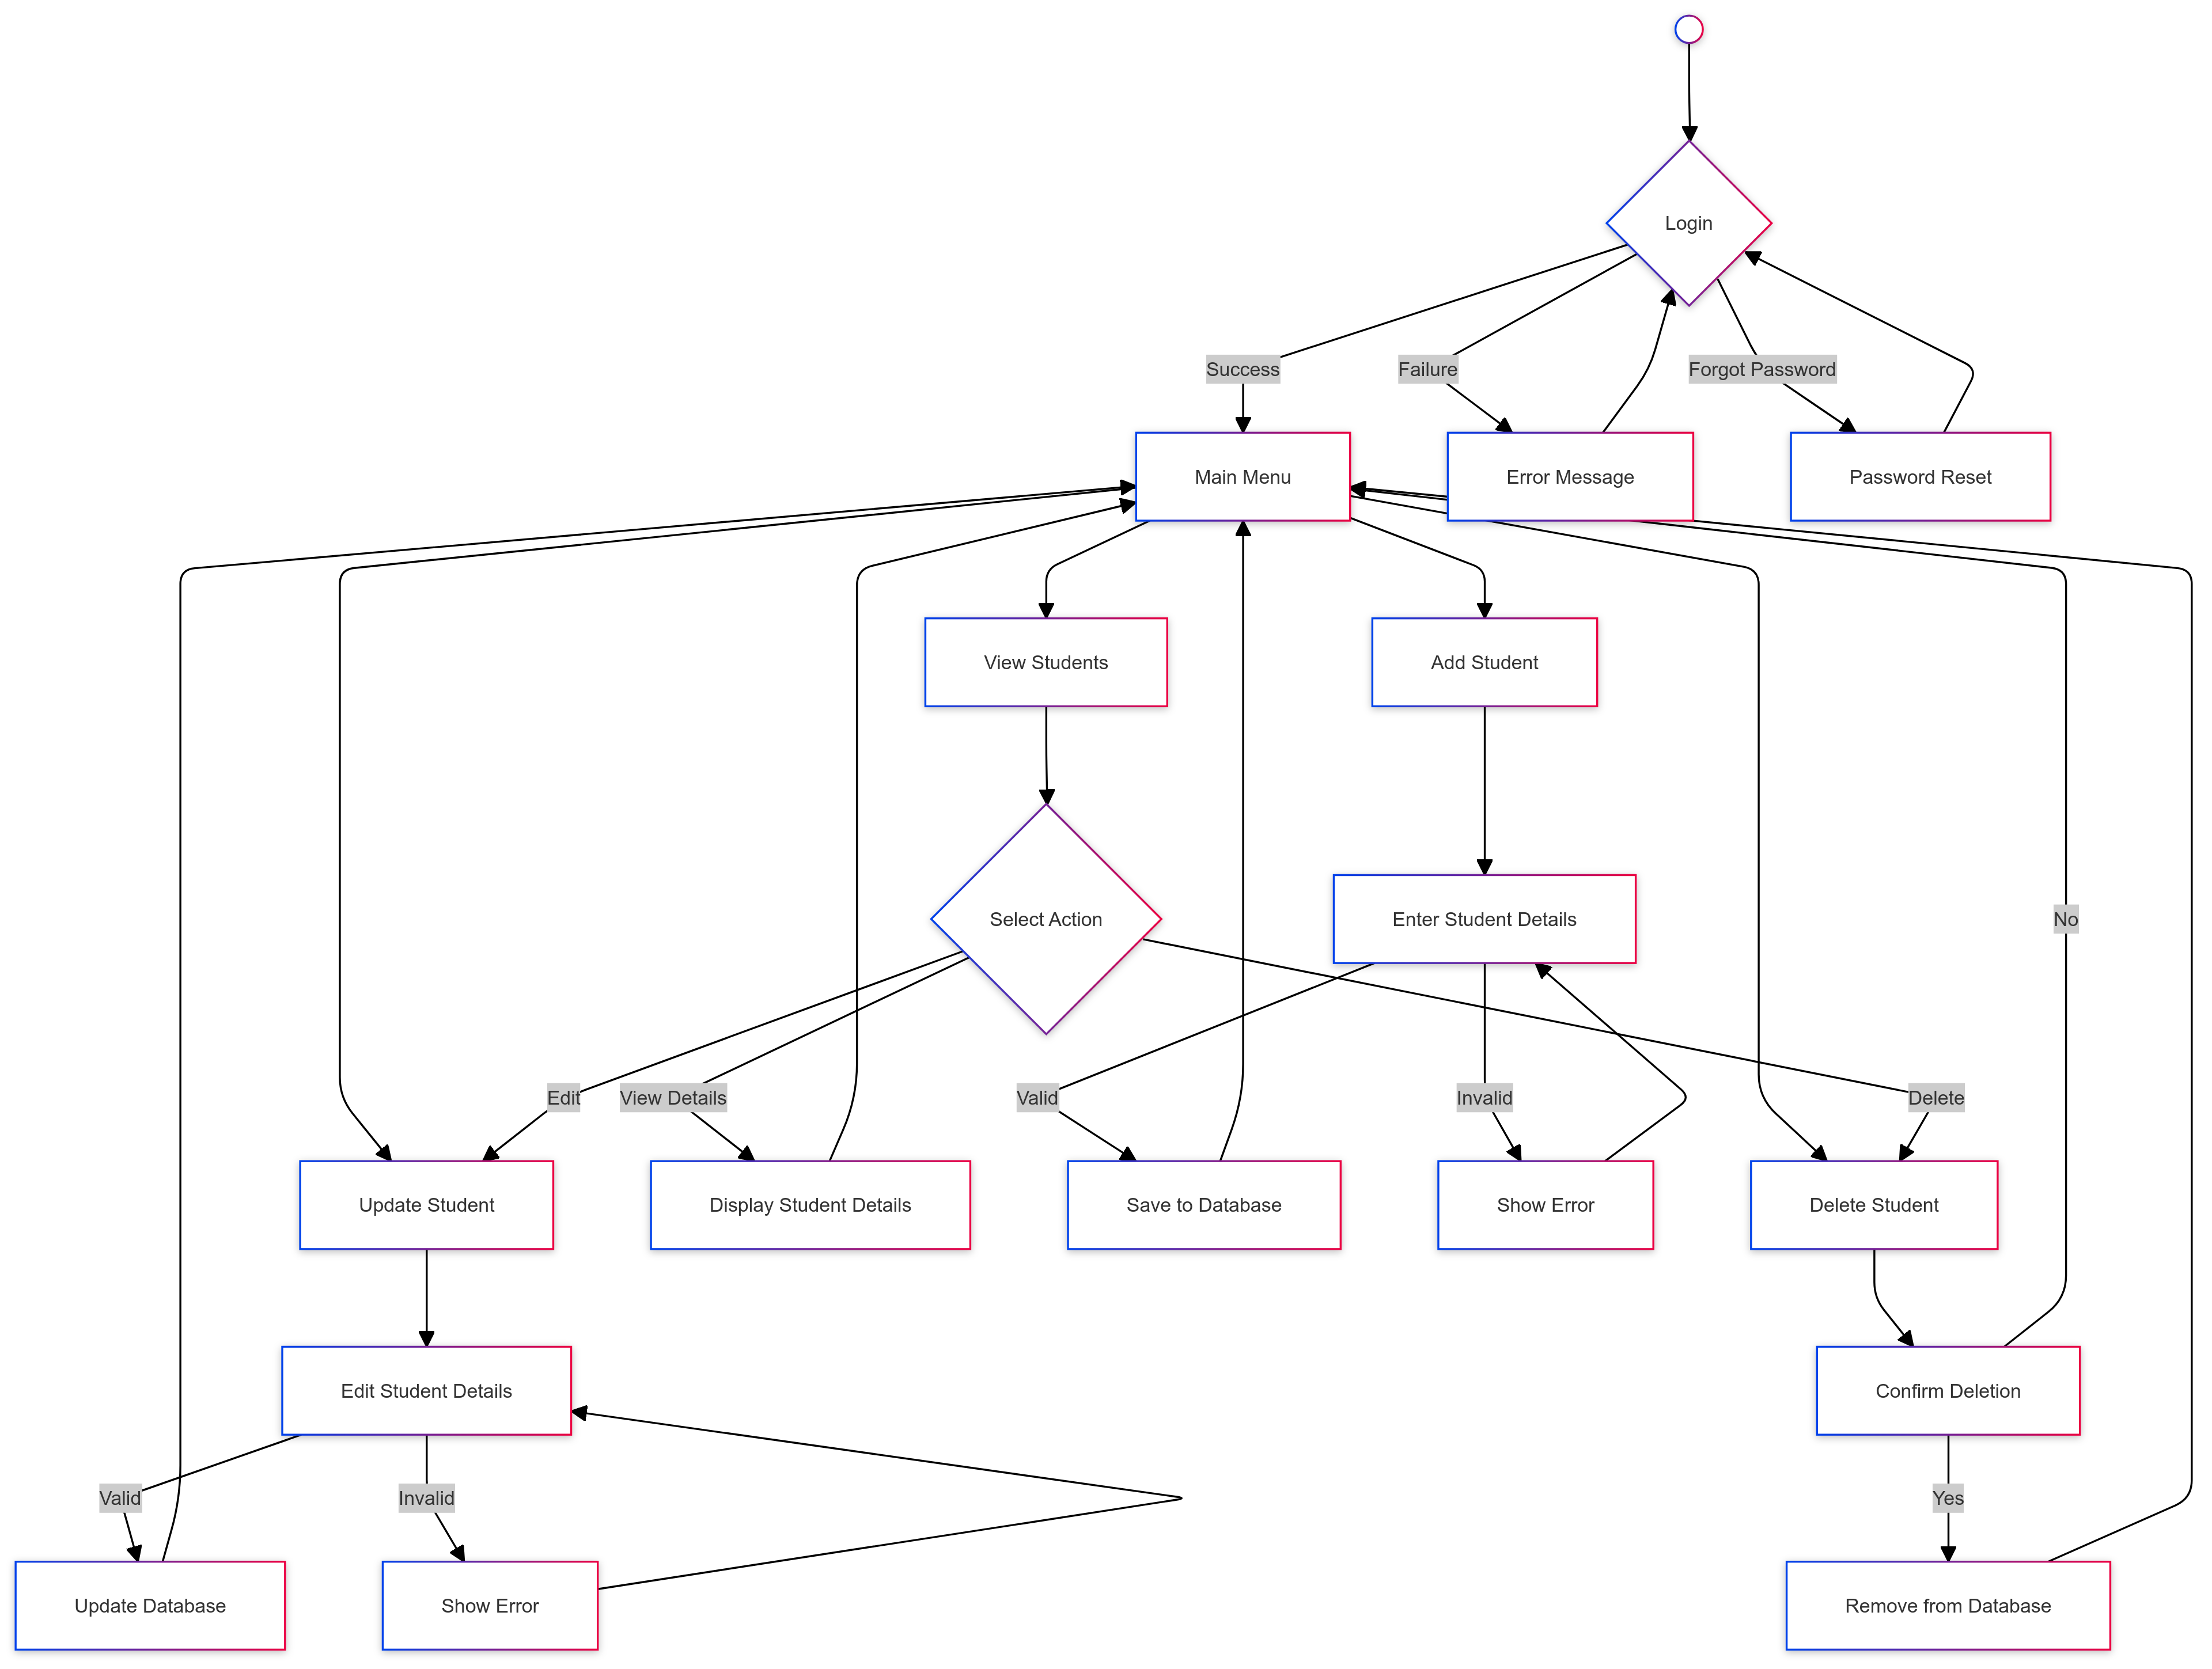 Login
Success
Failure
Forgot Password
Main Menu
Error Message
Password Reset
View Students
Add Student
Select Action
Enter Student Details
No
Edit
View Details
Valid
Invalid
Delete
Update Student
Display Student Details
Save to Database
Show Error
Delete Student
Edit Student Details
Confirm Deletion
Valid
Invalid
Yes
Update Database
Show Error
Remove from Database